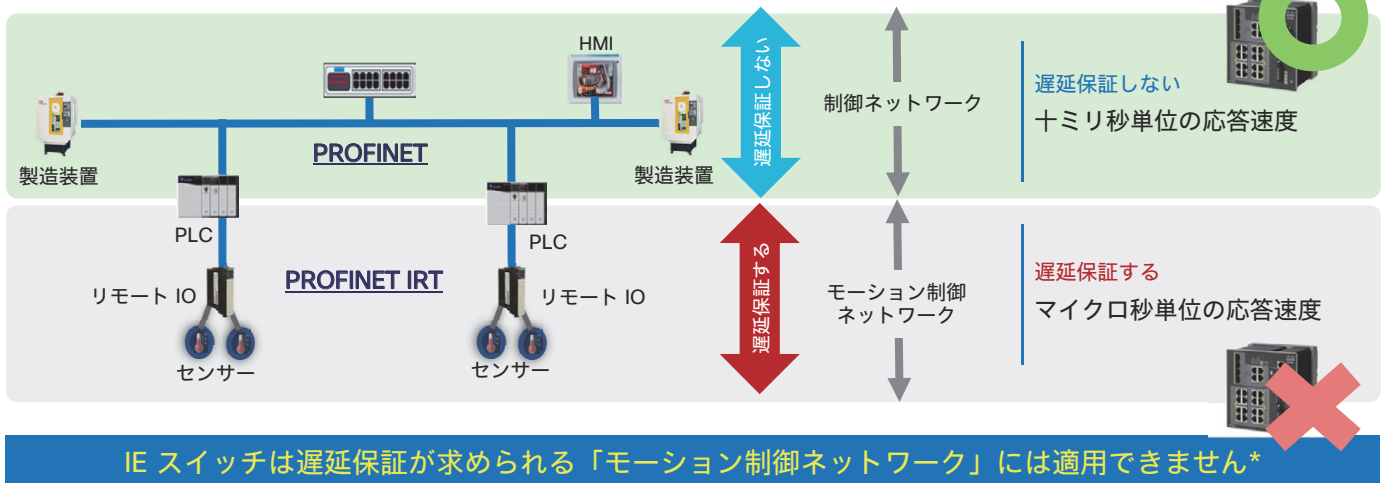 HMI
製造装置
PROFINET
製造装置
PLC
PLC
リモート IO
PROFINET IRT
リモート IO
センサー
センサー
遅延保証しない
制御ネットワーク
遅延保証しない
十ミリ秒単位の応答速度
遅延保証する
モーション制御
ネットワーク
遅延保証する
マイクロ秒単位の応答速度
IE スイッチは遅延保証が求められる「モーション制御ネットワーク」には適用できません*